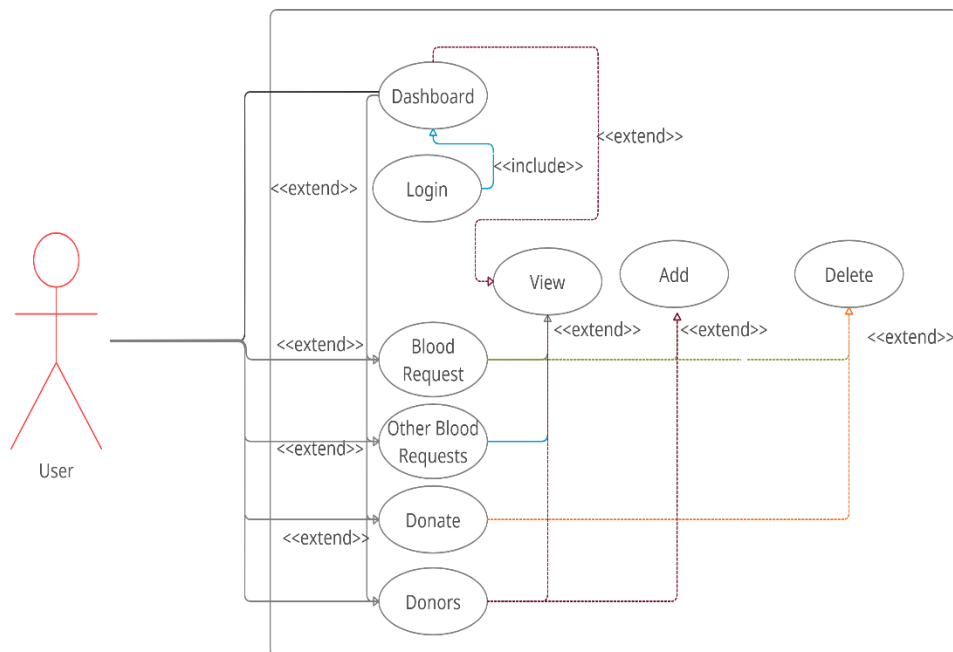 Dashboard
<<extend>>
<<include>>
<<extend>>
Login
View
Add
Delete
<<extend>>
<<extend>>
<<extend>>
<<extend>>
Blood
Request
Other Blood
Requests
<<extend>>
Donate
<<extend>>
Donors
User